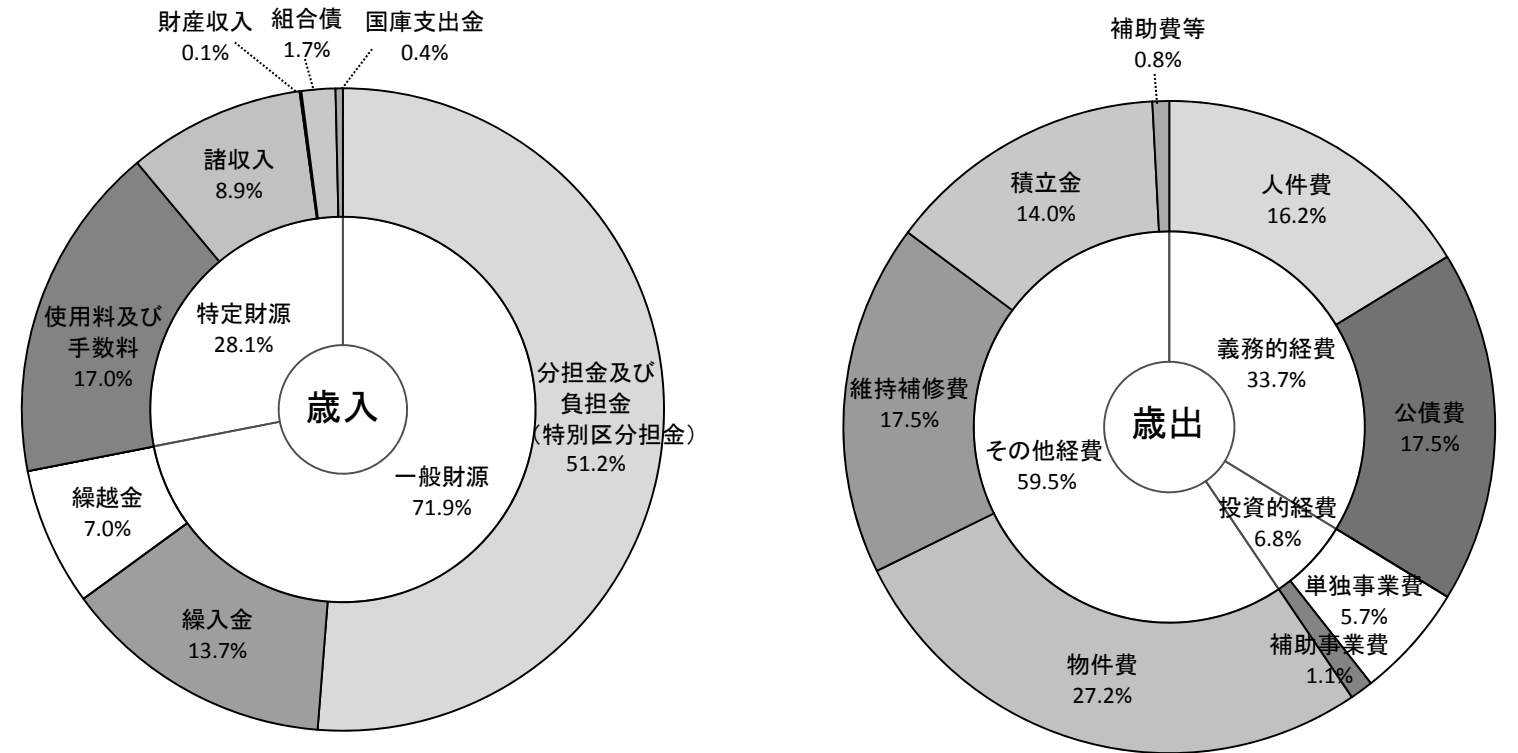 財産収入
0.1%
組合債
1.7%
国庫支出金
0.4%
諸収入
8.9%
使用料及び
手数料
17.0%
特定財源
28.1%
歳入
分担金及び
負担金
(特別区分担金)
51.2%
一般財源
71.9%
繰越金
7.0%
繰入金
13.7%
補助費等
0.8%
積立金
14.0%
人件費
16.2%
義務的経費
33.7%
維持補修費
17.5%
歳出
公債費
17.5%
その他経費
59.5%
投資的経費
6.8%
単独事業費
5.7%
補助事業費
1.1%
物件費
27.2%